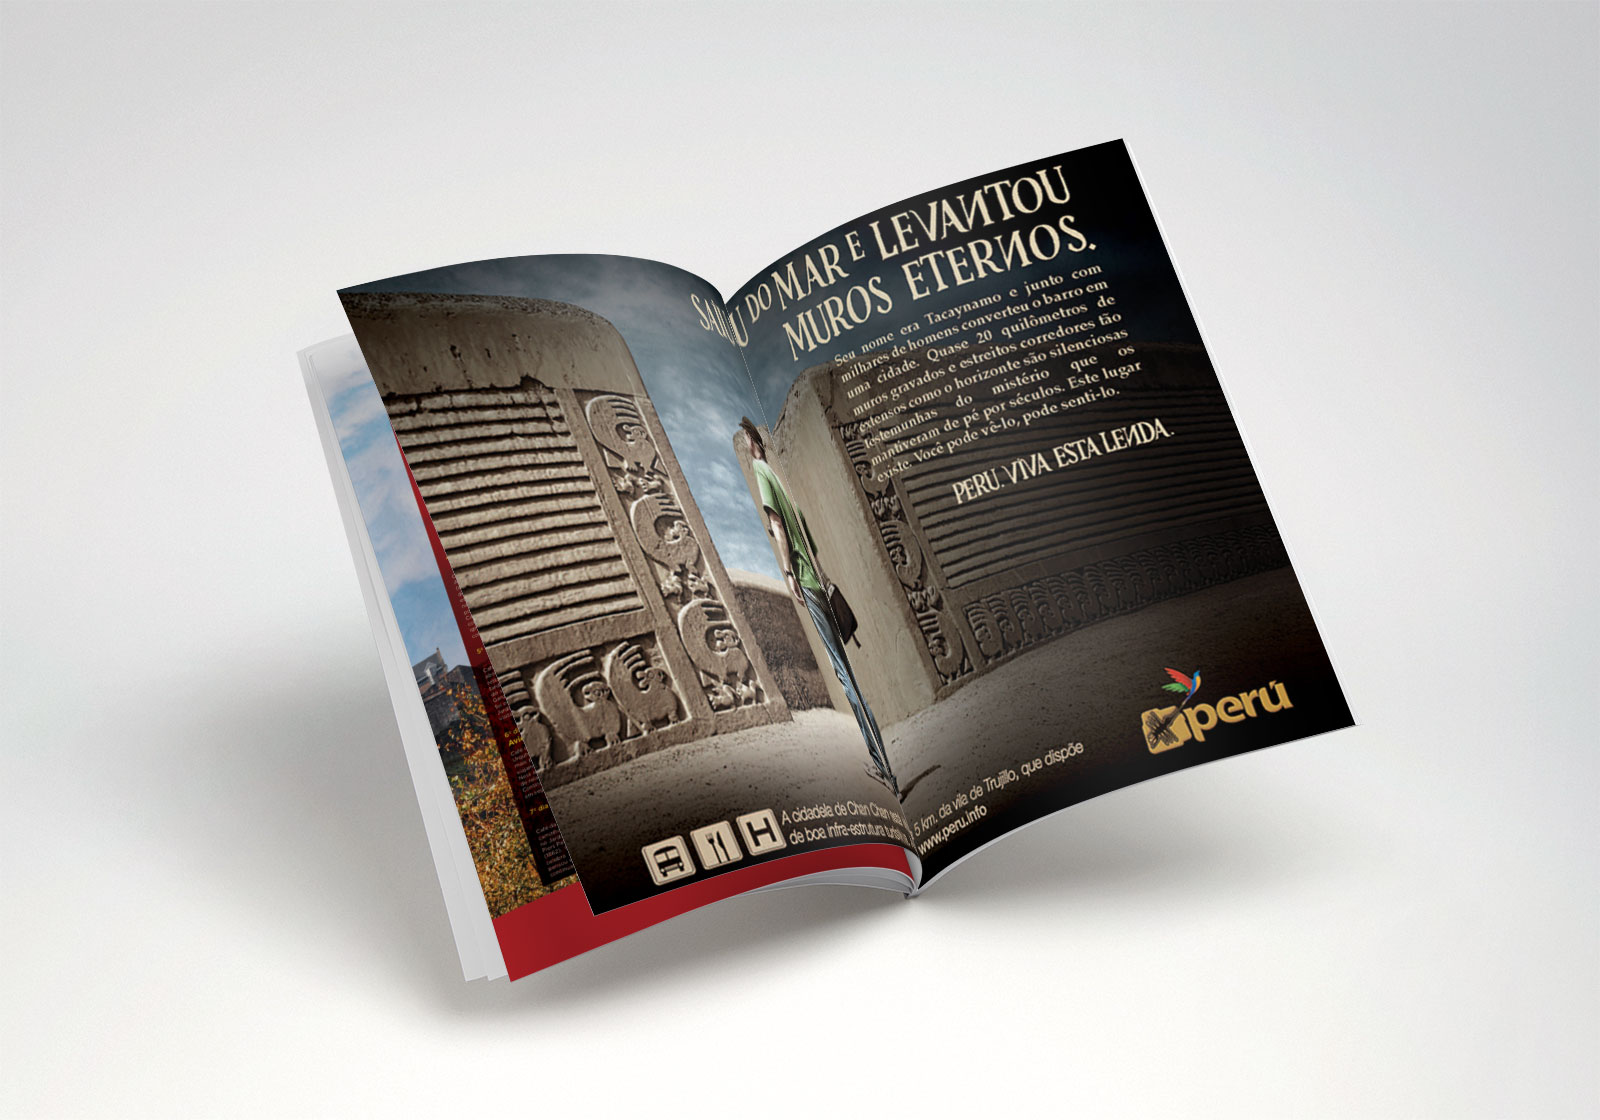 DO MAR E LEVANTOU
MUROS ETERNOS.
Seu nome era Tacaynamo e junto com
milhares de homens converteu o barro em
uma cidade. Quase 20 quilômetros de
muros gravados e estreitos corredores tão
extensos como o horizonte são silenciosas
testemunhas do mistério que os
mantiveram de pé por séculos. Este lugar
existe. Você pode vê-lo, pode senti-lo.
PERU. VIVA ESTA LENDA.
perú
H
A cidadela de Chan Chan 5 km. da vila de Trujillo, que dispõe
de boa infra-estrutura www.peru.info